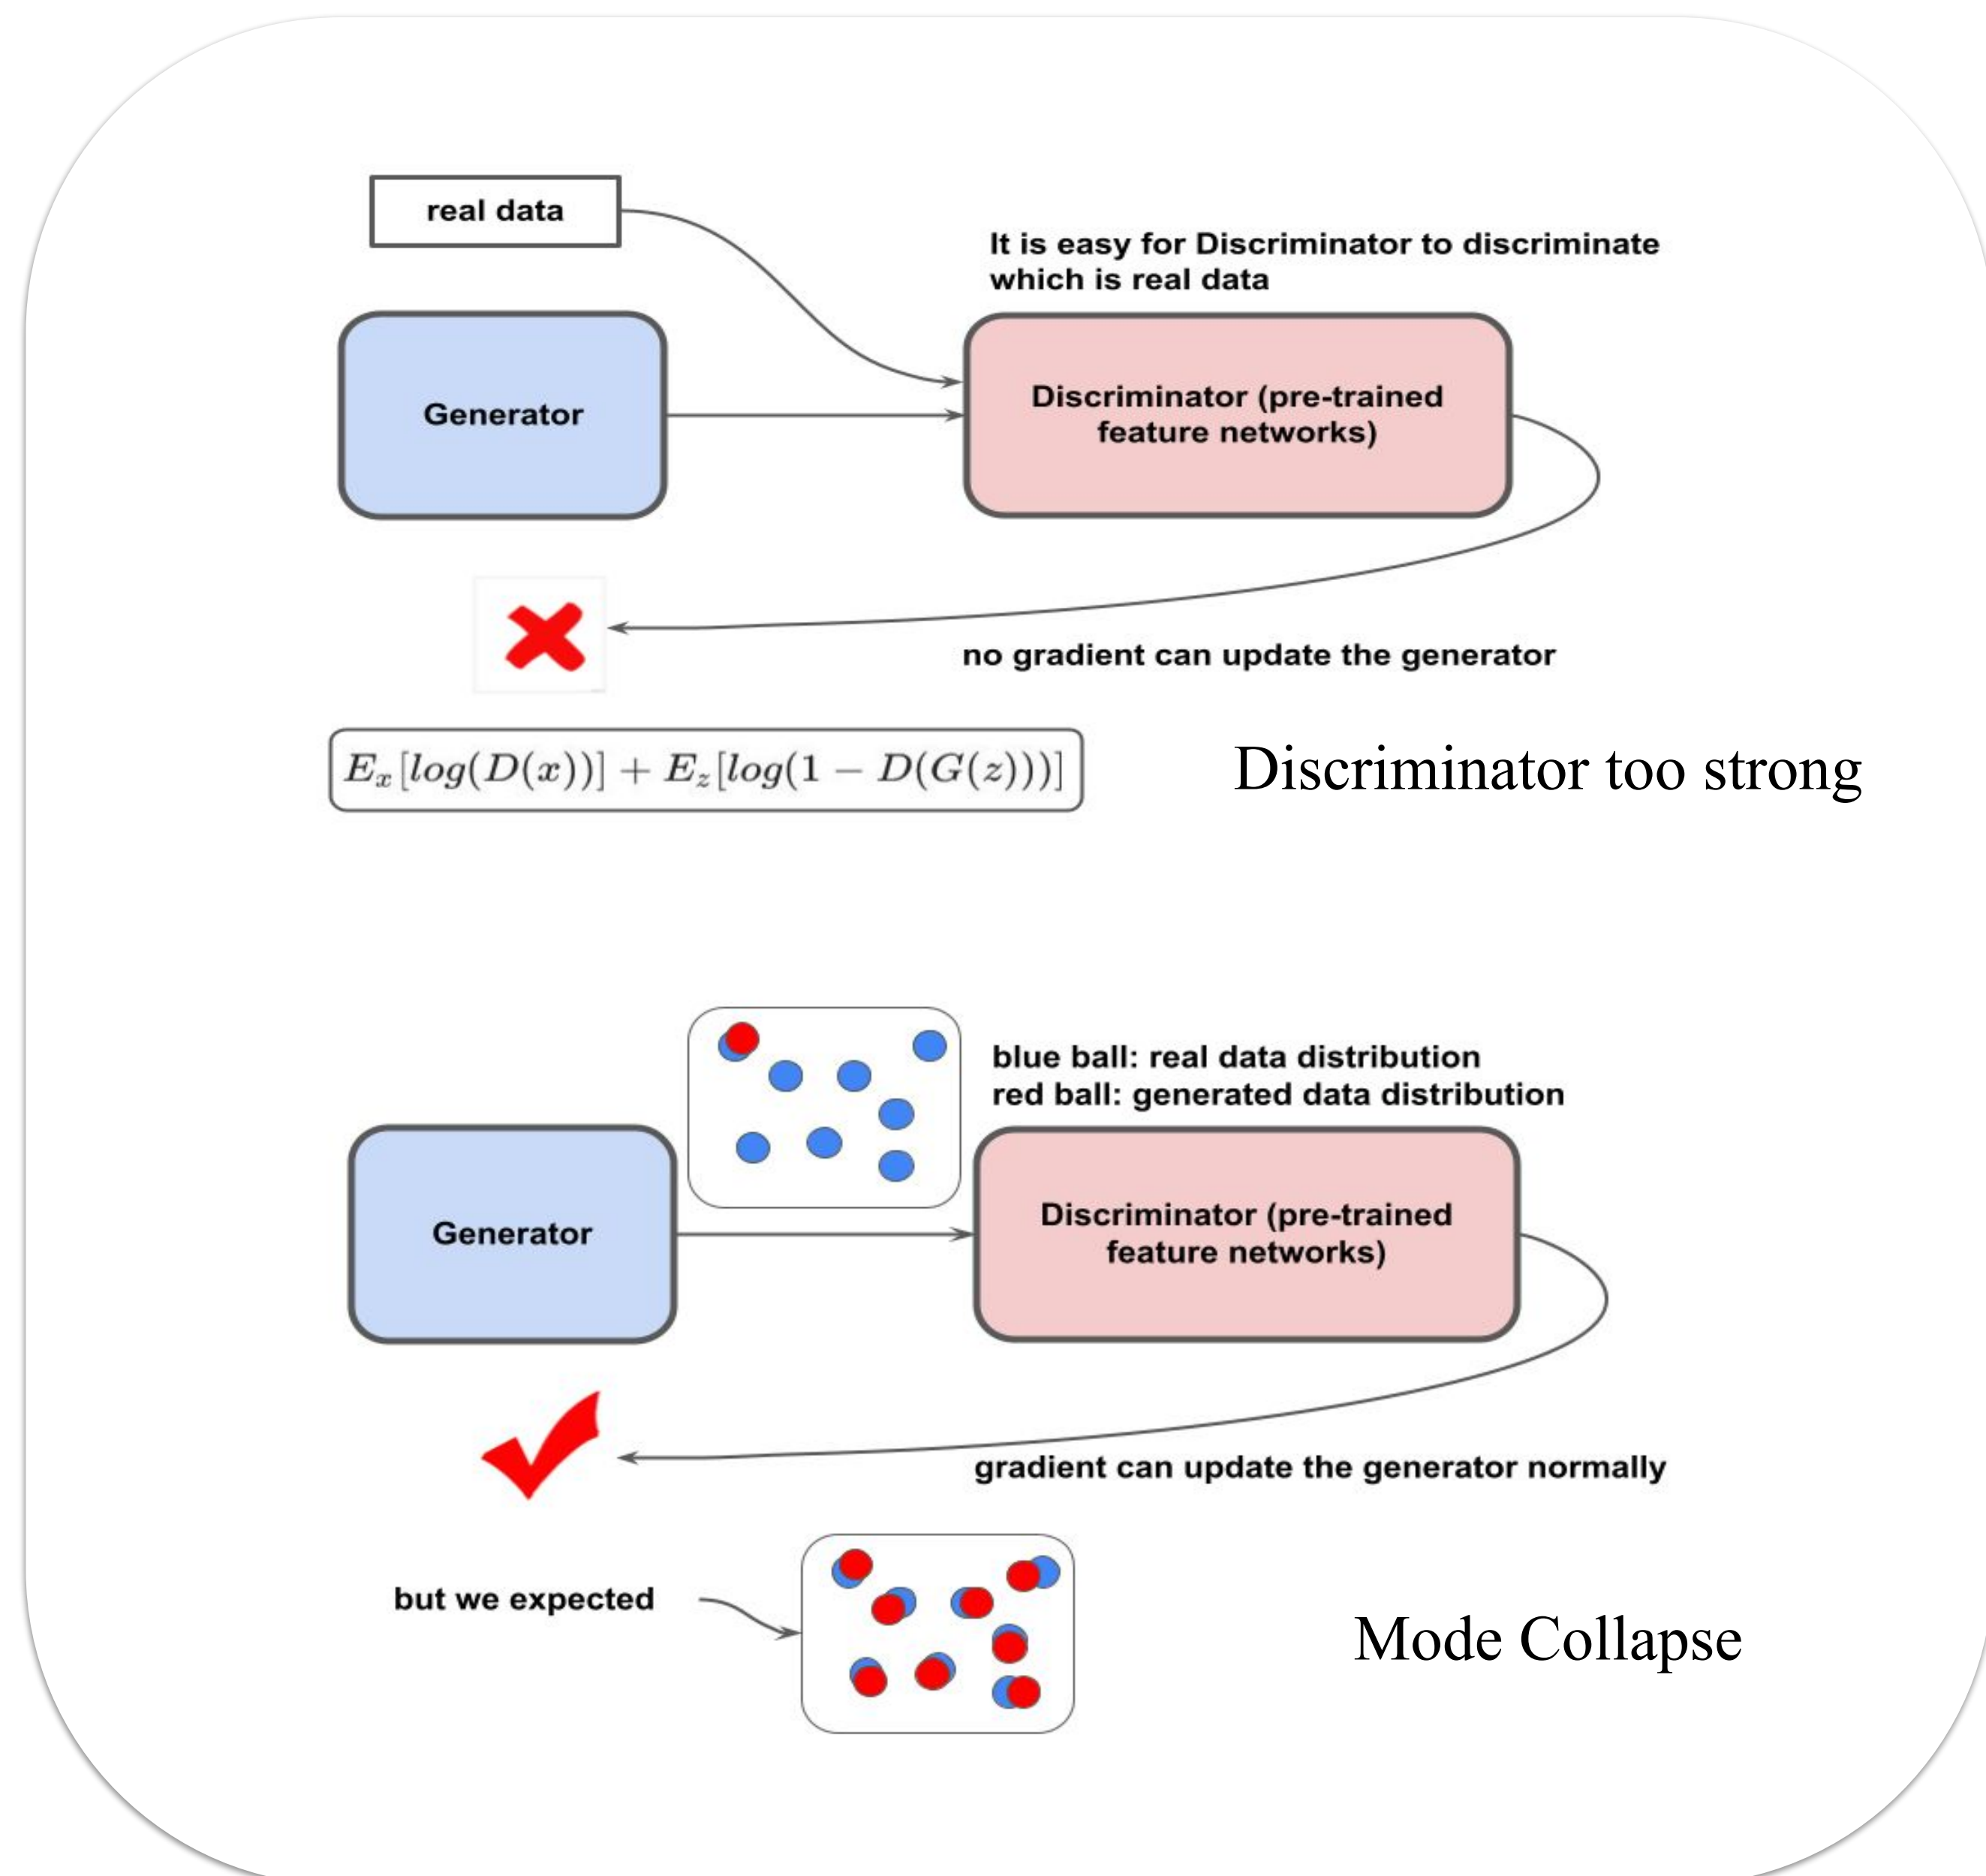 real data
It is easy for Discriminator to discriminate
which is real data
Generator
Discriminator (pre-trained
feature networks)
no gradient can update the generator
E_x[log(D(x))] + E_z[log(1 − D(G(z)))]
Discriminator too strong
blue ball: real data distribution
red ball: generated data distribution
Generator
Discriminator (pre-trained
feature networks)
gradient can update the generator normally
but we expected
Mode Collapse